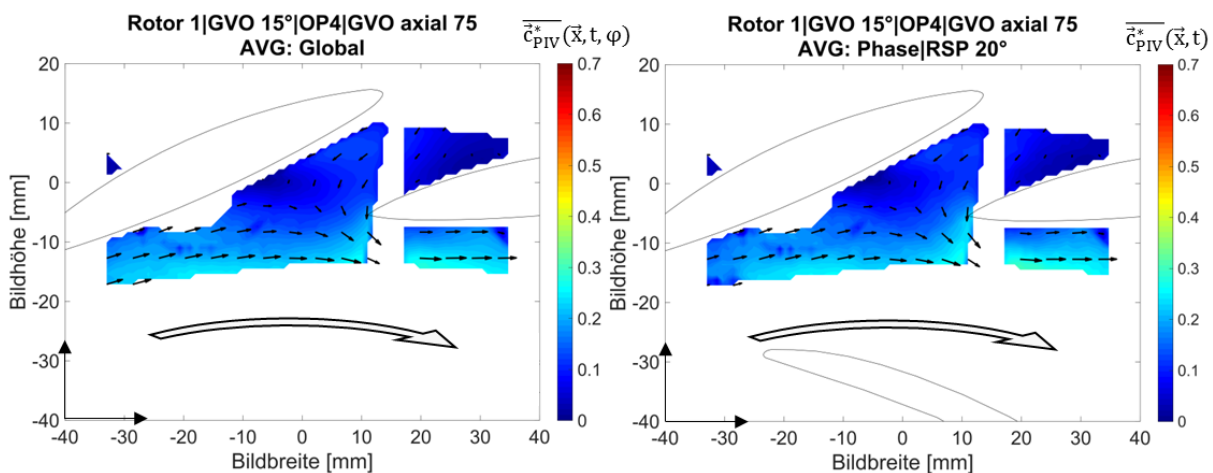 Rotor 1|GVO 15°|OP4|GVO axial 75
AVG: Global
c⃗*PIV(x⃗, t, φ)
20
10
0
-10
-20
-30
-40
Bildhöhe [mm]
-40 -30 -20 -10 0 10 20 30 40
Bildbreite [mm]
0.7
0.6
0.5
0.4
0.3
0.2
0.1
0
Rotor 1|GVO 15°|OP4|GVO axial 75
AVG: Phase|RSP 20°
c⃗*PIV(x⃗, t)
20
10
0
-10
-20
-30
-40
Bildhöhe [mm]
-40 -30 -20 -10 0 10 20 30 40
Bildbreite [mm]
0.7
0.6
0.5
0.4
0.3
0.2
0.1
0